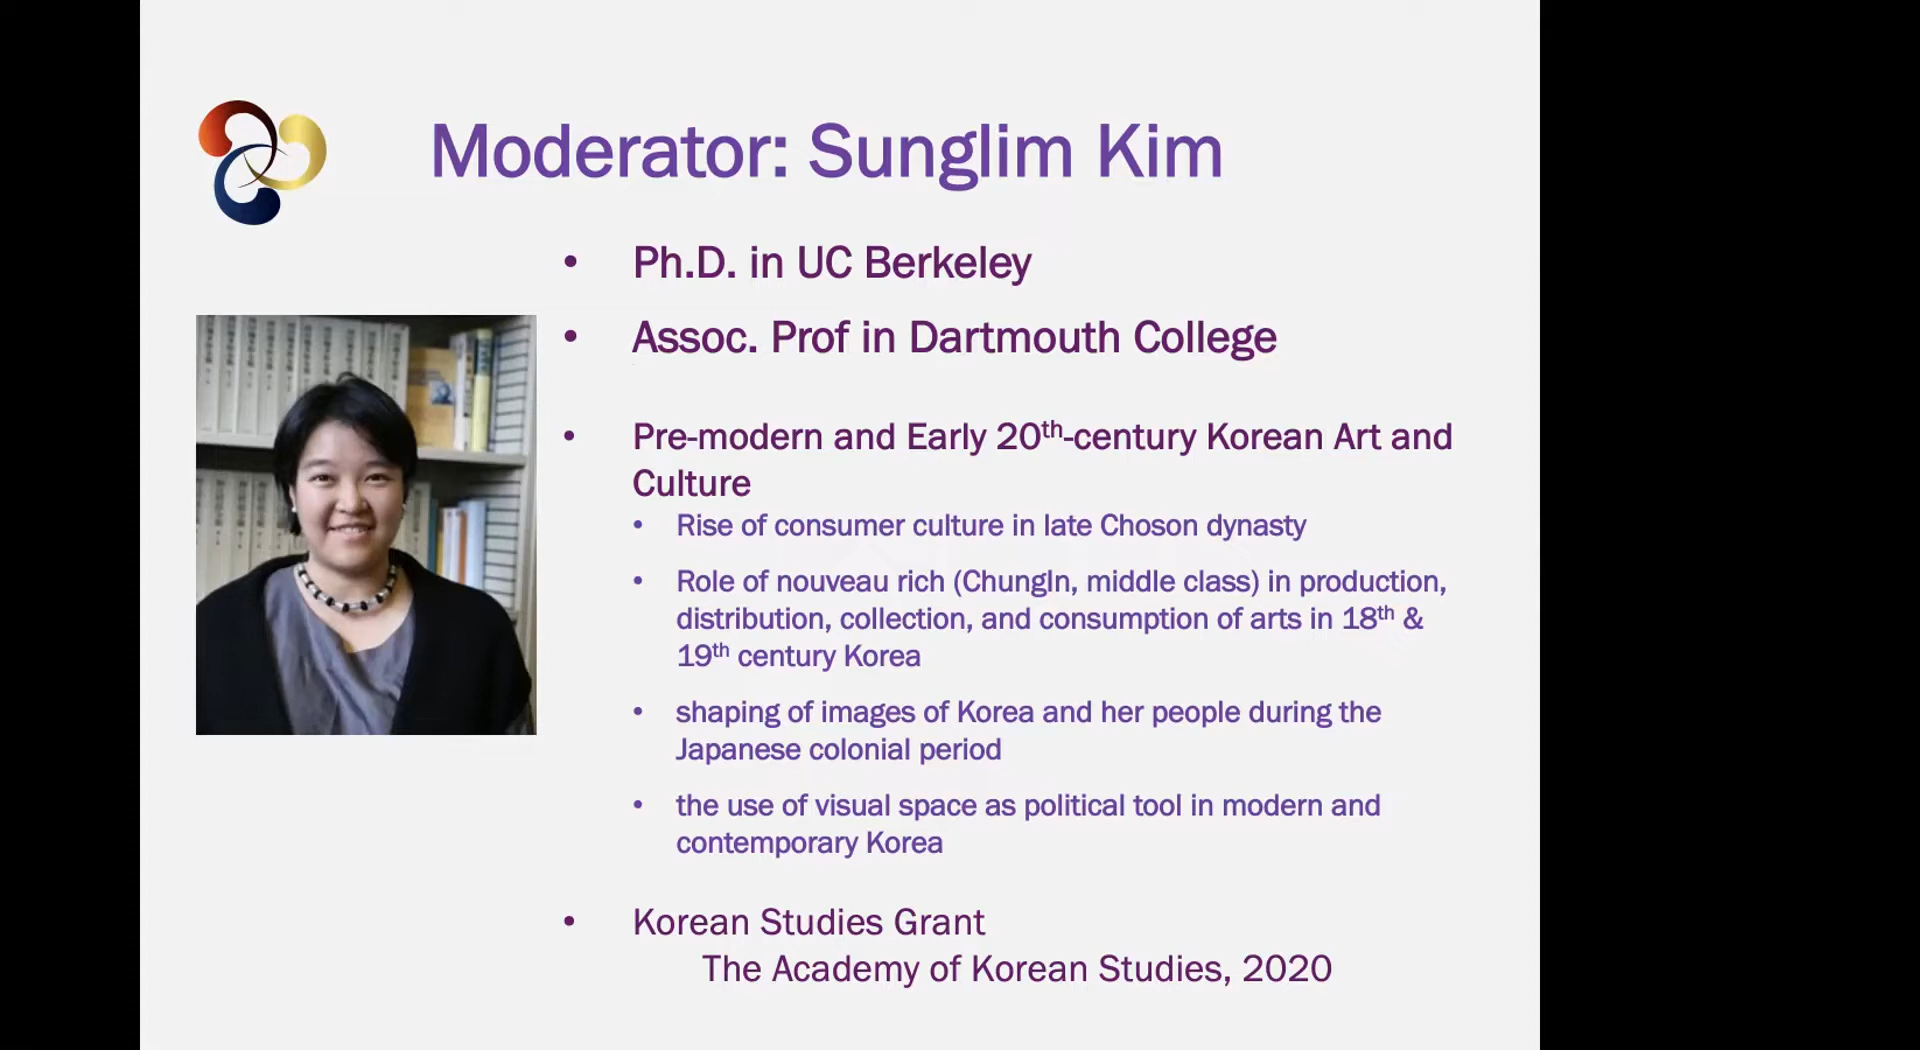 Moderator: Sunglim Kim
• Ph.D. in UC Berkeley
• Assoc. Prof in Dartmouth College
• Pre-modern and Early 20th-century Korean Art and
Culture
• Rise of consumer culture in late Choson dynasty
• Role of nouveau rich (ChungIn, middle class) in production,
distribution, collection, and consumption of arts in 18th &
19th century Korea
• shaping of images of Korea and her people during the
Japanese colonial period
• the use of visual space as political tool in modern and
contemporary Korea
• Korean Studies Grant
The Academy of Korean Studies, 2020